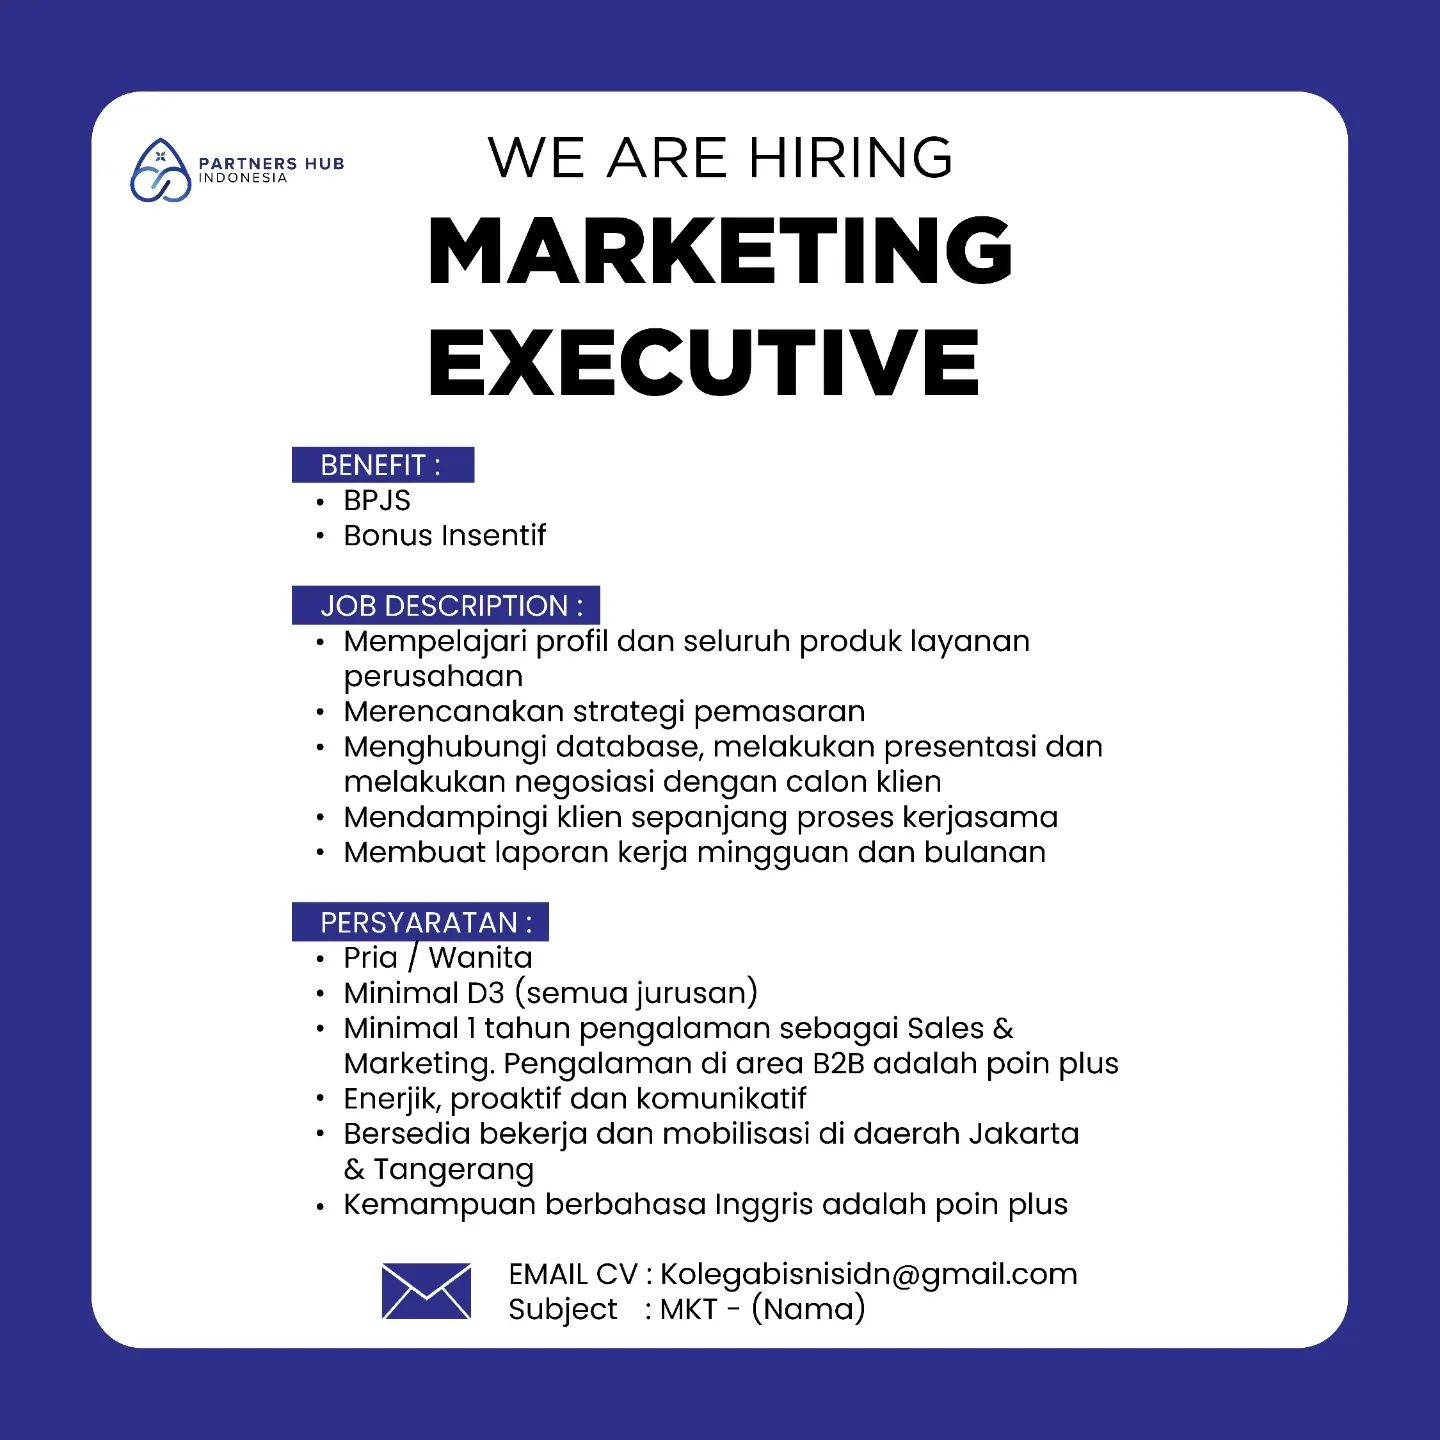 PARTNERS HUB
INDONESIA
WE ARE HIRING
MARKETING
EXECUTIVE
BENEFIT :
• BPJS
• Bonus Insentif
JOB DESCRIPTION :
• Mempelajari profil dan seluruh produk layanan
perusahaan
• Merencanakan strategi pemasaran
• Menghubungi database, melakukan presentasi dan
melakukan negosiasi dengan calon klien
• Mendampingi klien sepanjang proses kerjasama
• Membuat laporan kerja mingguan dan bulanan
PERSYARATAN :
• Pria / Wanita
• Minimal D3 (semua jurusan)
• Minimal 1 tahun pengalaman sebagai Sales &
Marketing. Pengalaman di area B2B adalah poin plus
• Enerjik, proaktif dan komunikatif
• Bersedia bekerja dan mobilisasi di daerah Jakarta
& Tangerang
• Kemampuan berbahasa Inggris adalah poin plus
EMAIL CV : Kolegabisnisidn@gmail.com
Subject : MKT - (Nama)